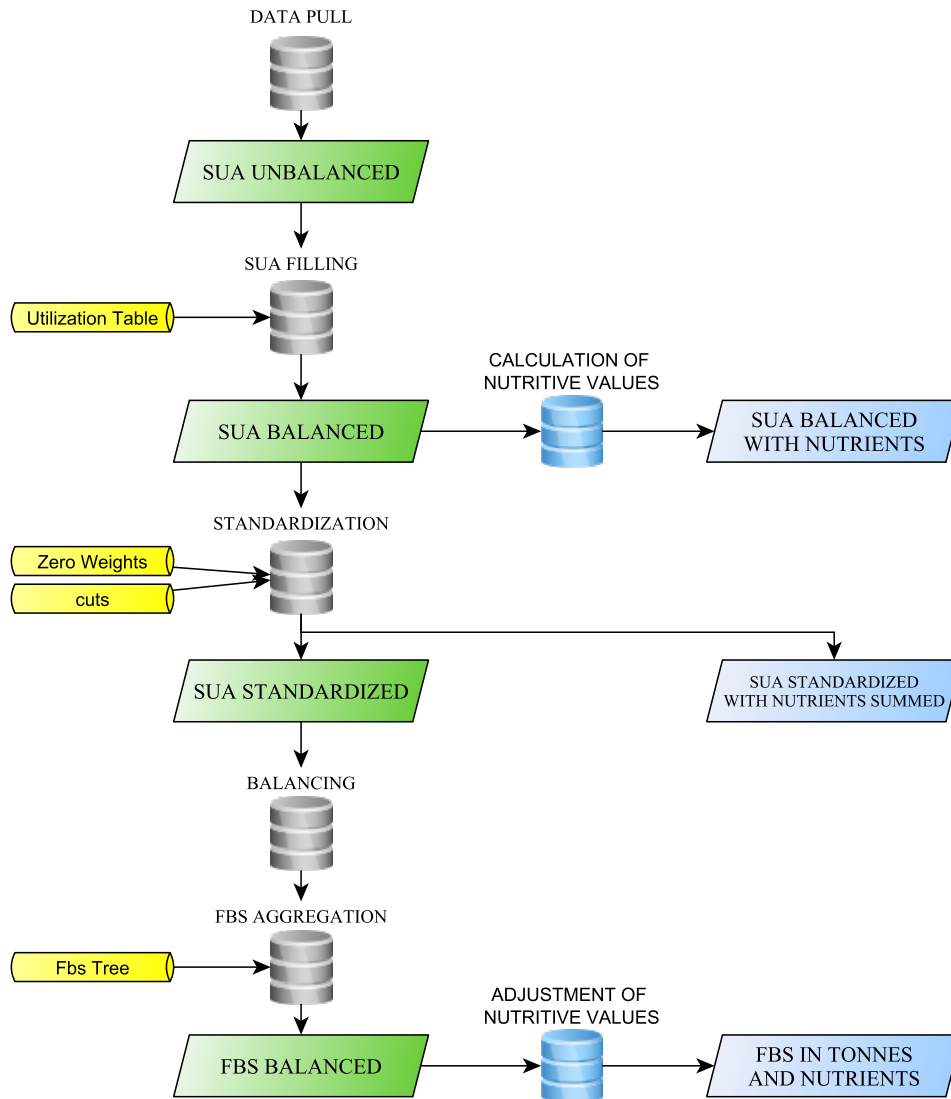 DATA PULL
SUA UNBALANCED
SUA FILLING
Utilization Table
CALCULATION OF
NUTRITIVE VALUES
SUA BALANCED
SUA BALANCED
WITH NUTRIENTS
STANDARDIZATION
Zero Weights
cuts
SUA STANDARDIZED
SUA STANDARDIZED
WITH NUTRIENTS SUMMED
BALANCING
FBS AGGREGATION
Fbs Tree
ADJUSTMENT OF
NUTRITIVE VALUES
FBS BALANCED
FBS IN TONNES
AND NUTRIENTS